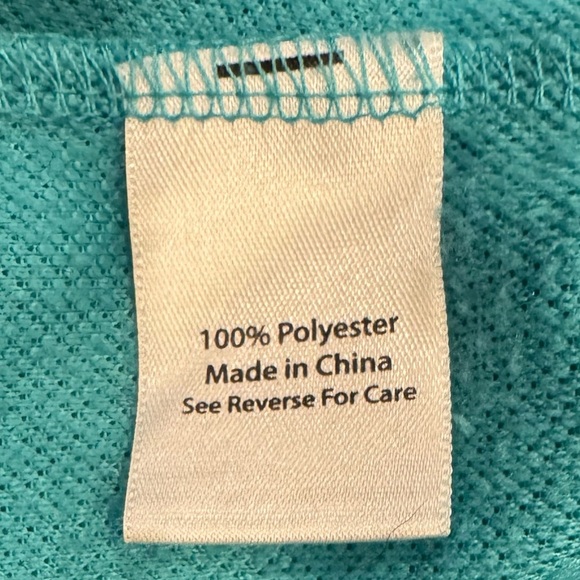 100% Polyester
Made in China
See Reverse For Care